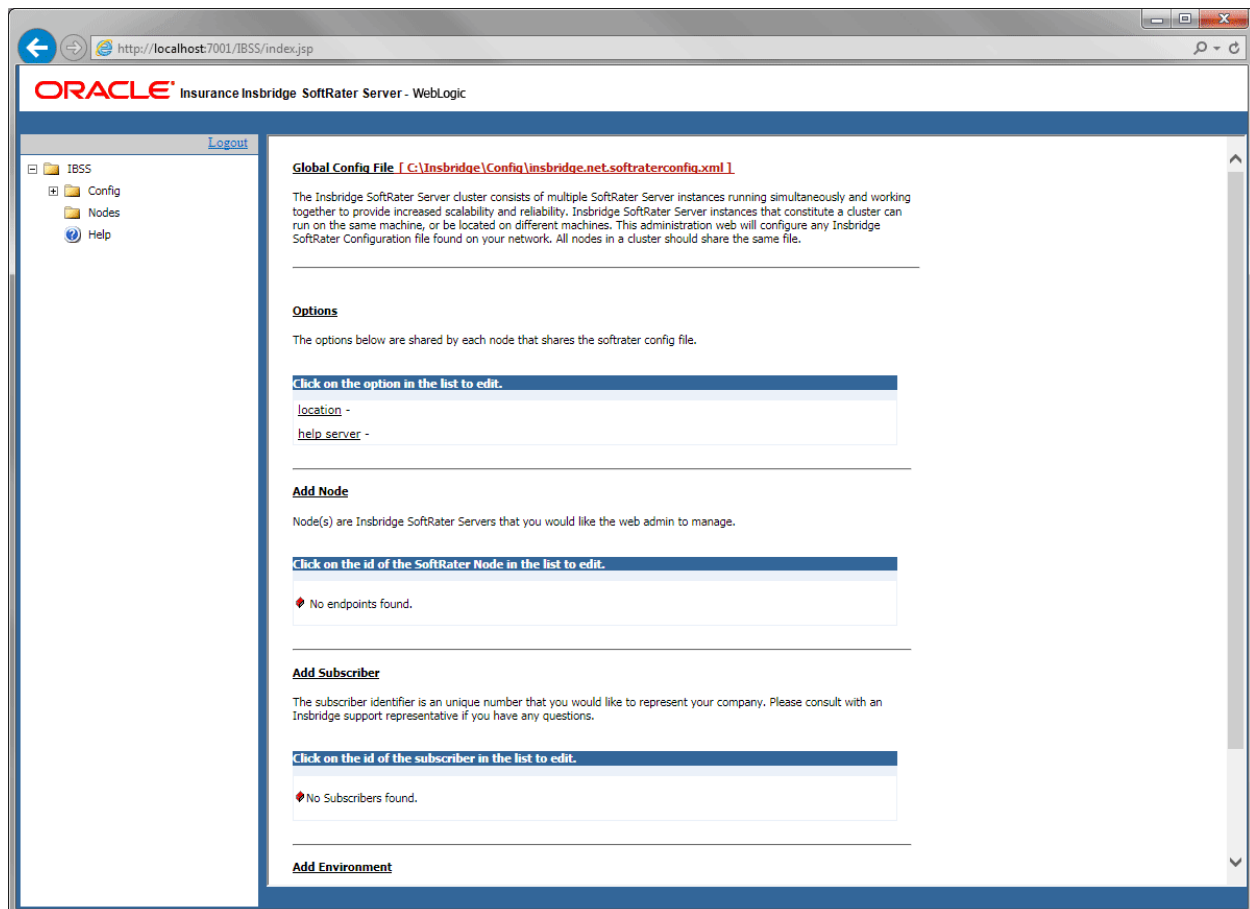 http://localhost:7001/IBSS/index.jsp
ORACLE Insurance Insbridge SoftRater Server - WebLogic
Logout
IBSS
Config
Nodes
Help
Global Config File [ C:\Insbridge\Config\insbridge.net.softraterconfig.xml ]
The Insbridge SoftRater Server cluster consists of multiple SoftRater Server instances running simultaneously and working
together to provide increased scalability and reliability. Insbridge SoftRater Server instances that constitute a cluster can
run on the same machine, or be located on different machines. This administration web will configure any Insbridge
SoftRater Configuration file found on your network. All nodes in a cluster should share the same file.
Options
The options below are shared by each node that shares the softrater config file.
Click on the option in the list to edit.
location -
help server -
Add Node
Node(s) are Insbridge SoftRater Servers that you would like the web admin to manage.
Click on the id of the SoftRater Node in the list to edit.
No endpoints found.
Add Subscriber
The subscriber identifier is an unique number that you would like to represent your company. Please consult with an
Insbridge support representative if you have any questions.
Click on the id of the subscriber in the list to edit.
No Subscribers found.
Add Environment